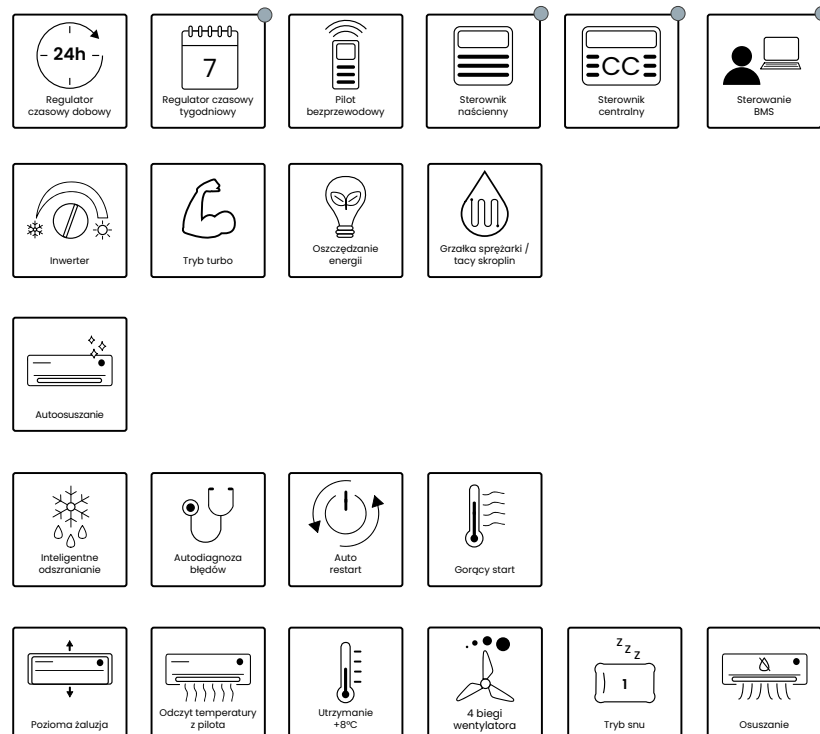 24h
Regulator
czasowy dobowy
7
Regulator czasowy
tygodniowy
Pilot
bezprzewodowy
Sterownik
naścienny
CC
Sterownik
centralny
Sterowanie
BMS
Inwerter
Tryb turbo
Oszczędzanie
energii
Grzałka sprężarki /
tacy skroplin
Autoosuszanie
Inteligentne
odszranianie
Autodiagnoza
błędów
Auto
restart
Gorący start
Pozioma żaluzja
Odczyt temperatury
z pilota
Utrzymanie
+8°C
4 biegi
wentylatora
z z z
1
Tryb snu
Osuszanie